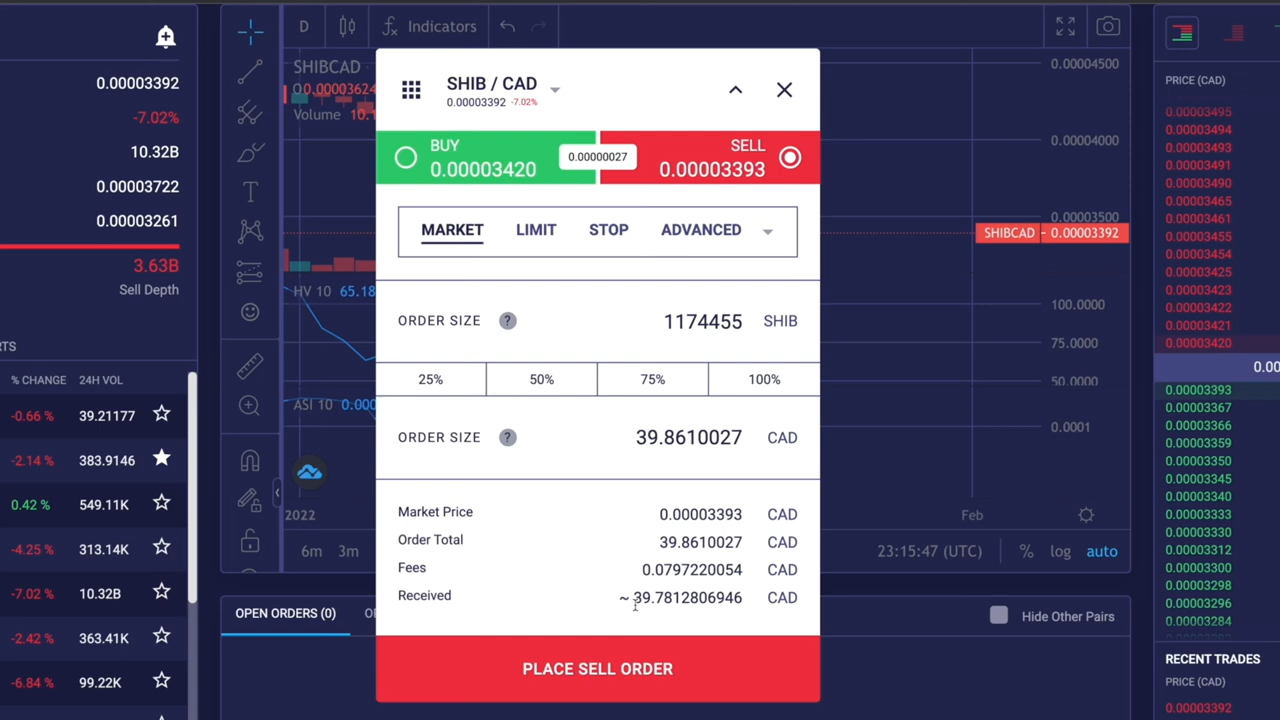 0.00003392
-7.02%
10.32B
0.00003722
0.00003261
3.63B
Sell Depth
RTS
% CHANGE 24H VOL
-0.66 % 39.21177
-2.14 % 383.9146
0.42 % 549.11K
-4.25 % 313.14K
-7.02 % 10.32B
-2.42 % 363.41K
-6.84 % 99.22K
D Indicators
SHIBCAD
O0.00003624
Volume 10.1
HV 10 65.18
ASI 10 0.000
SHIB / CAD
0.00003392 -7.02%
BUY
0.00003420
0.00000027
SELL
0.00003393
MARKET LIMIT STOP ADVANCED
ORDER SIZE ? 1174455 SHIB
25% 50% 75% 100%
ORDER SIZE ? 39.8610027 CAD
Market Price 0.00003393 CAD
Order Total 39.8610027 CAD
Fees 0.0797220054 CAD
Received ~ 39.7812806946 CAD
PLACE SELL ORDER
0.00004500
0.00004000
0.00003500
SHIBCAD 0.00003392
100.0000
75.0000
50.0000
0.0001
2022 Feb
6m 3m 23:15:47 (UTC) % log auto
OPEN ORDERS (0)
Hide Other Pairs
PRICE (CAD)
0.00003495
0.00003494
0.00003493
0.00003491
0.00003490
0.00003465
0.00003461
0.00003455
0.00003454
0.00003425
0.00003423
0.00003422
0.00003421
0.00003420
0.00
0.00003393
0.00003367
0.00003366
0.00003359
0.00003350
0.00003345
0.00003340
0.00003333
0.00003330
0.00003312
0.00003300
0.00003298
0.00003296
0.00003284
RECENT TRADES
PRICE (CAD)
0.00003392